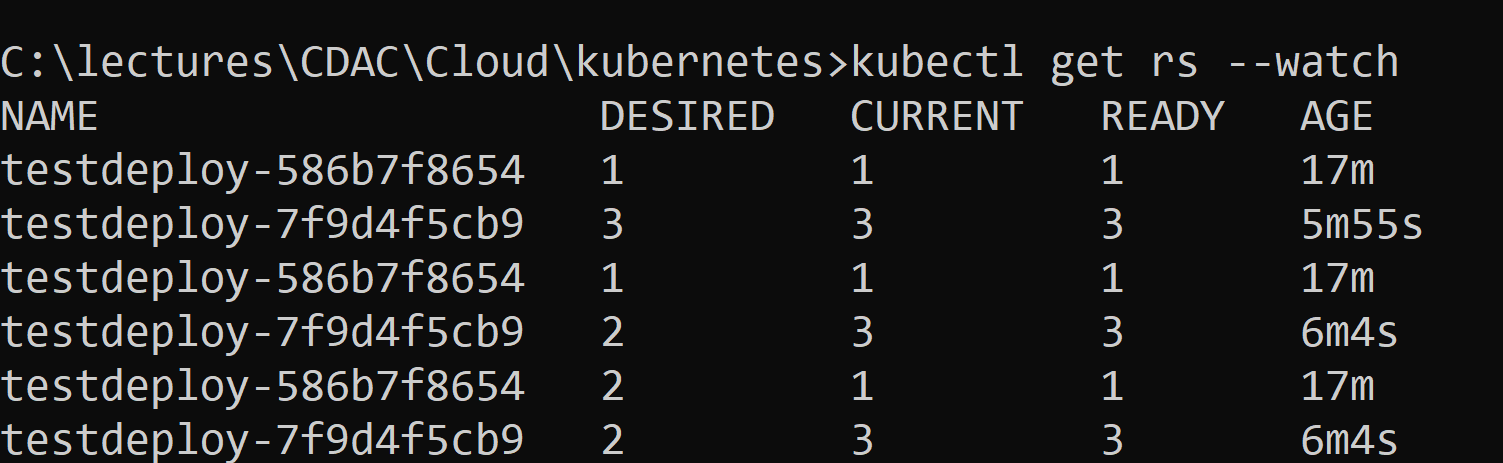 C:\lectures\CDAC\Cloud\kubernetes>kubectl get rs --watch
NAME DESIRED CURRENT READY AGE
testdeploy-586b7f8654 1 1 1 17m
testdeploy-7f9d4f5cb9 3 3 3 5m55s
testdeploy-586b7f8654 1 1 1 17m
testdeploy-7f9d4f5cb9 2 3 3 6m4s
testdeploy-586b7f8654 2 1 1 17m
testdeploy-7f9d4f5cb9 2 3 3 6m4s